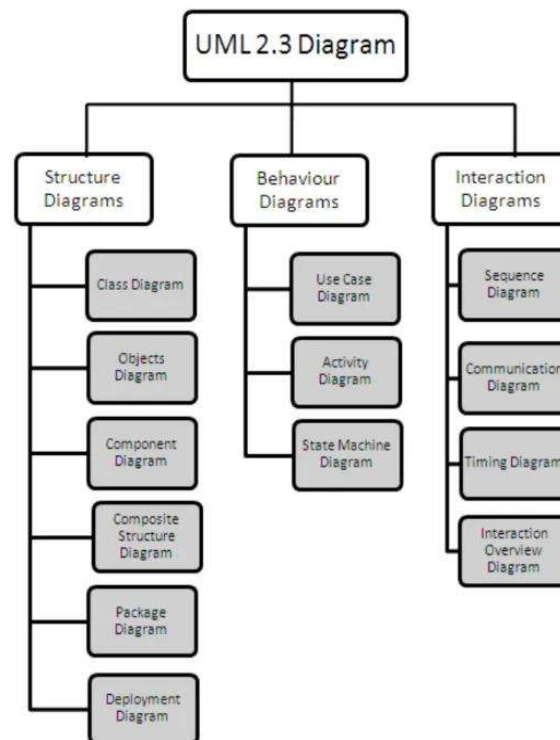 UML 2.3 Diagram
Structure
Diagrams
Class Diagram
Objects
Diagram
Component
Diagram
Composite
Structure
Diagram
Package
Diagram
Deployment
Diagram
Behaviour
Diagrams
Use Case
Diagram
Activity
Diagram
State Machine
Diagram
Interaction
Diagrams
Sequence
Diagram
Communication
Diagram
Timing Diagram
Interaction
Overview
Diagram